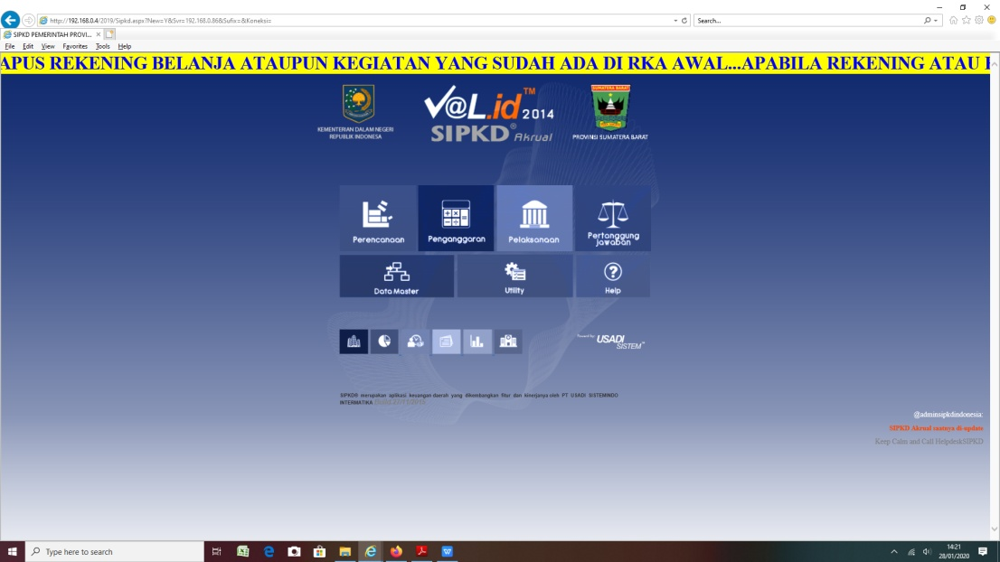 http://192.168.0.4/2019/Sipkd.aspx?New=Y&Svr=192.168.0.86&Sufix=&Koneksi=
Search...
SIPKD PEMERINTAH PROVI...
File Edit View Favorites Tools Help
APUS REKENING BELANJA ATAUPUN KEGIATAN YANG SUDAH ADA DI RKA AWAL...APABILA REKENING ATAU
V@L.id™ 2014
SIPKD® Akrual
KEMENTERIAN DALAM NEGERI
REPUBLIK INDONESIA
SUMATERA BARAT
PROVINSI SUMATERA BARAT
Perencanaan
Penganggaran
Pelaksanaan
Pertanggung
jawaban
Data Master
Utility
Help
Powered by USADI
SISTEM
SIPKD® merupakan aplikasi keuangan daerah yang dikembangkan fitur dan kinerjanya oleh PT USADI SISTEMINDO
INTERMATIKA
@adminsipkdindonesia:
SIPKD Akrual saatnya di-update
Keep Calm and Call HelpdeskSIPKD
Type here to search
14:21
28/01/2020